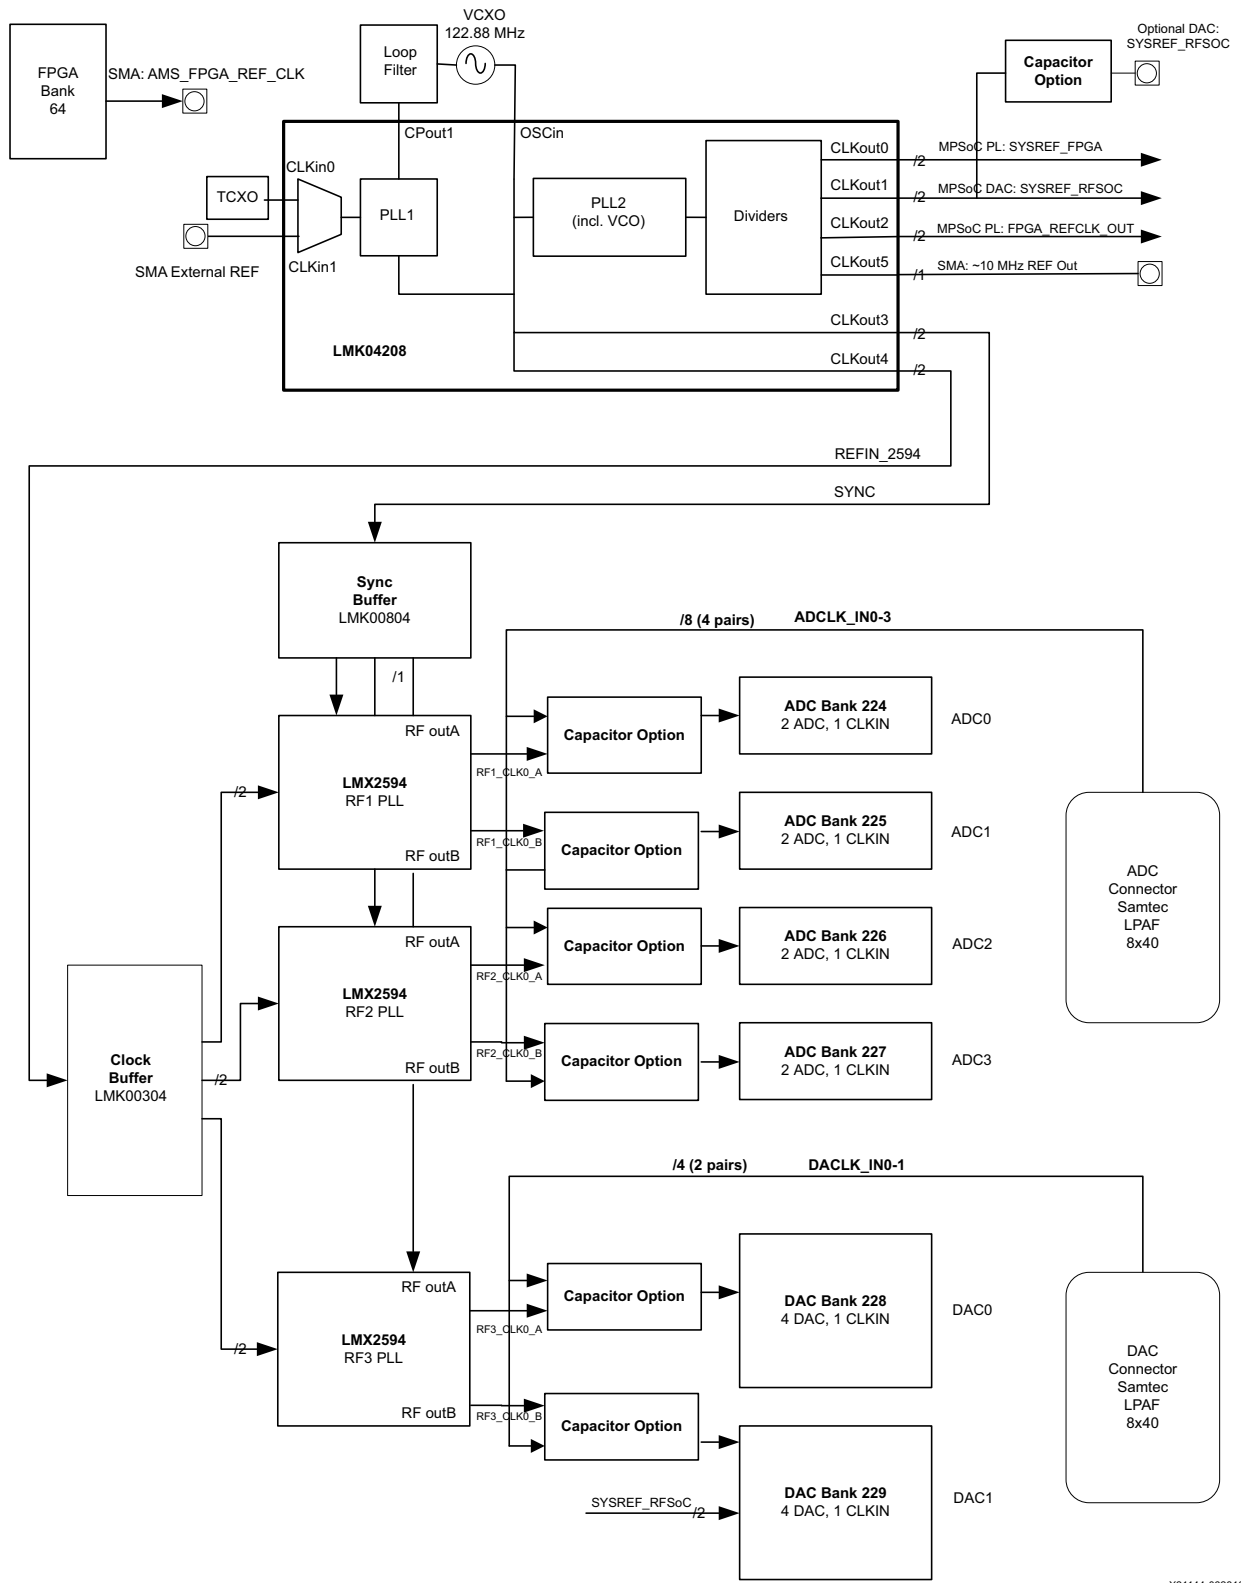 VCXO
122.88 MHz
Optional DAC:
SYSREF_RFSOC
FPGA
Bank
64
SMA: AMS_FPGA_REF_CLK
Loop
Filter
Capacitor
Option
CPout1
OSCin
CLKin0
TCXO
PLL1
PLL2
(incl. VCO)
Dividers
CLKout0
/2
MPSoC PL: SYSREF_FPGA
CLKout1
/2
MPSoC DAC: SYSREF_RFSOC
CLKout2
/2
MPSoC PL: FPGA_REFCLK_OUT
CLKout5
/1
SMA: ~10 MHz REF Out
SMA External REF
CLKin1
CLKout3
/2
LMK04208
CLKout4
/2
REFIN_2594
SYNC
Sync
Buffer
LMK00804
/1
/8 (4 pairs)
ADCLK_IN0-3
RF outA
LMX2594
RF1 PLL
RF outB
/2
RF1_CLK0_A
Capacitor Option
ADC Bank 224
2 ADC, 1 CLKIN
ADC0
RF1_CLK0_B
Capacitor Option
ADC Bank 225
2 ADC, 1 CLKIN
ADC1
ADC
Connector
Samtec
LPAF
8x40
RF outA
LMX2594
RF2 PLL
RF outB
/2
RF2_CLK0_A
Capacitor Option
ADC Bank 226
2 ADC, 1 CLKIN
ADC2
RF2_CLK0_B
Capacitor Option
ADC Bank 227
2 ADC, 1 CLKIN
ADC3
Clock
Buffer
LMK00304
/4 (2 pairs)
DACLK_IN0-1
RF outA
LMX2594
RF3 PLL
RF outB
/2
RF3_CLK0_A
Capacitor Option
DAC Bank 228
4 DAC, 1 CLKIN
DAC0
RF3_CLK0_B
Capacitor Option
DAC Bank 229
4 DAC, 1 CLKIN
DAC1
SYSREF_RFSoC
/2
DAC
Connector
Samtec
LPAF
8x40